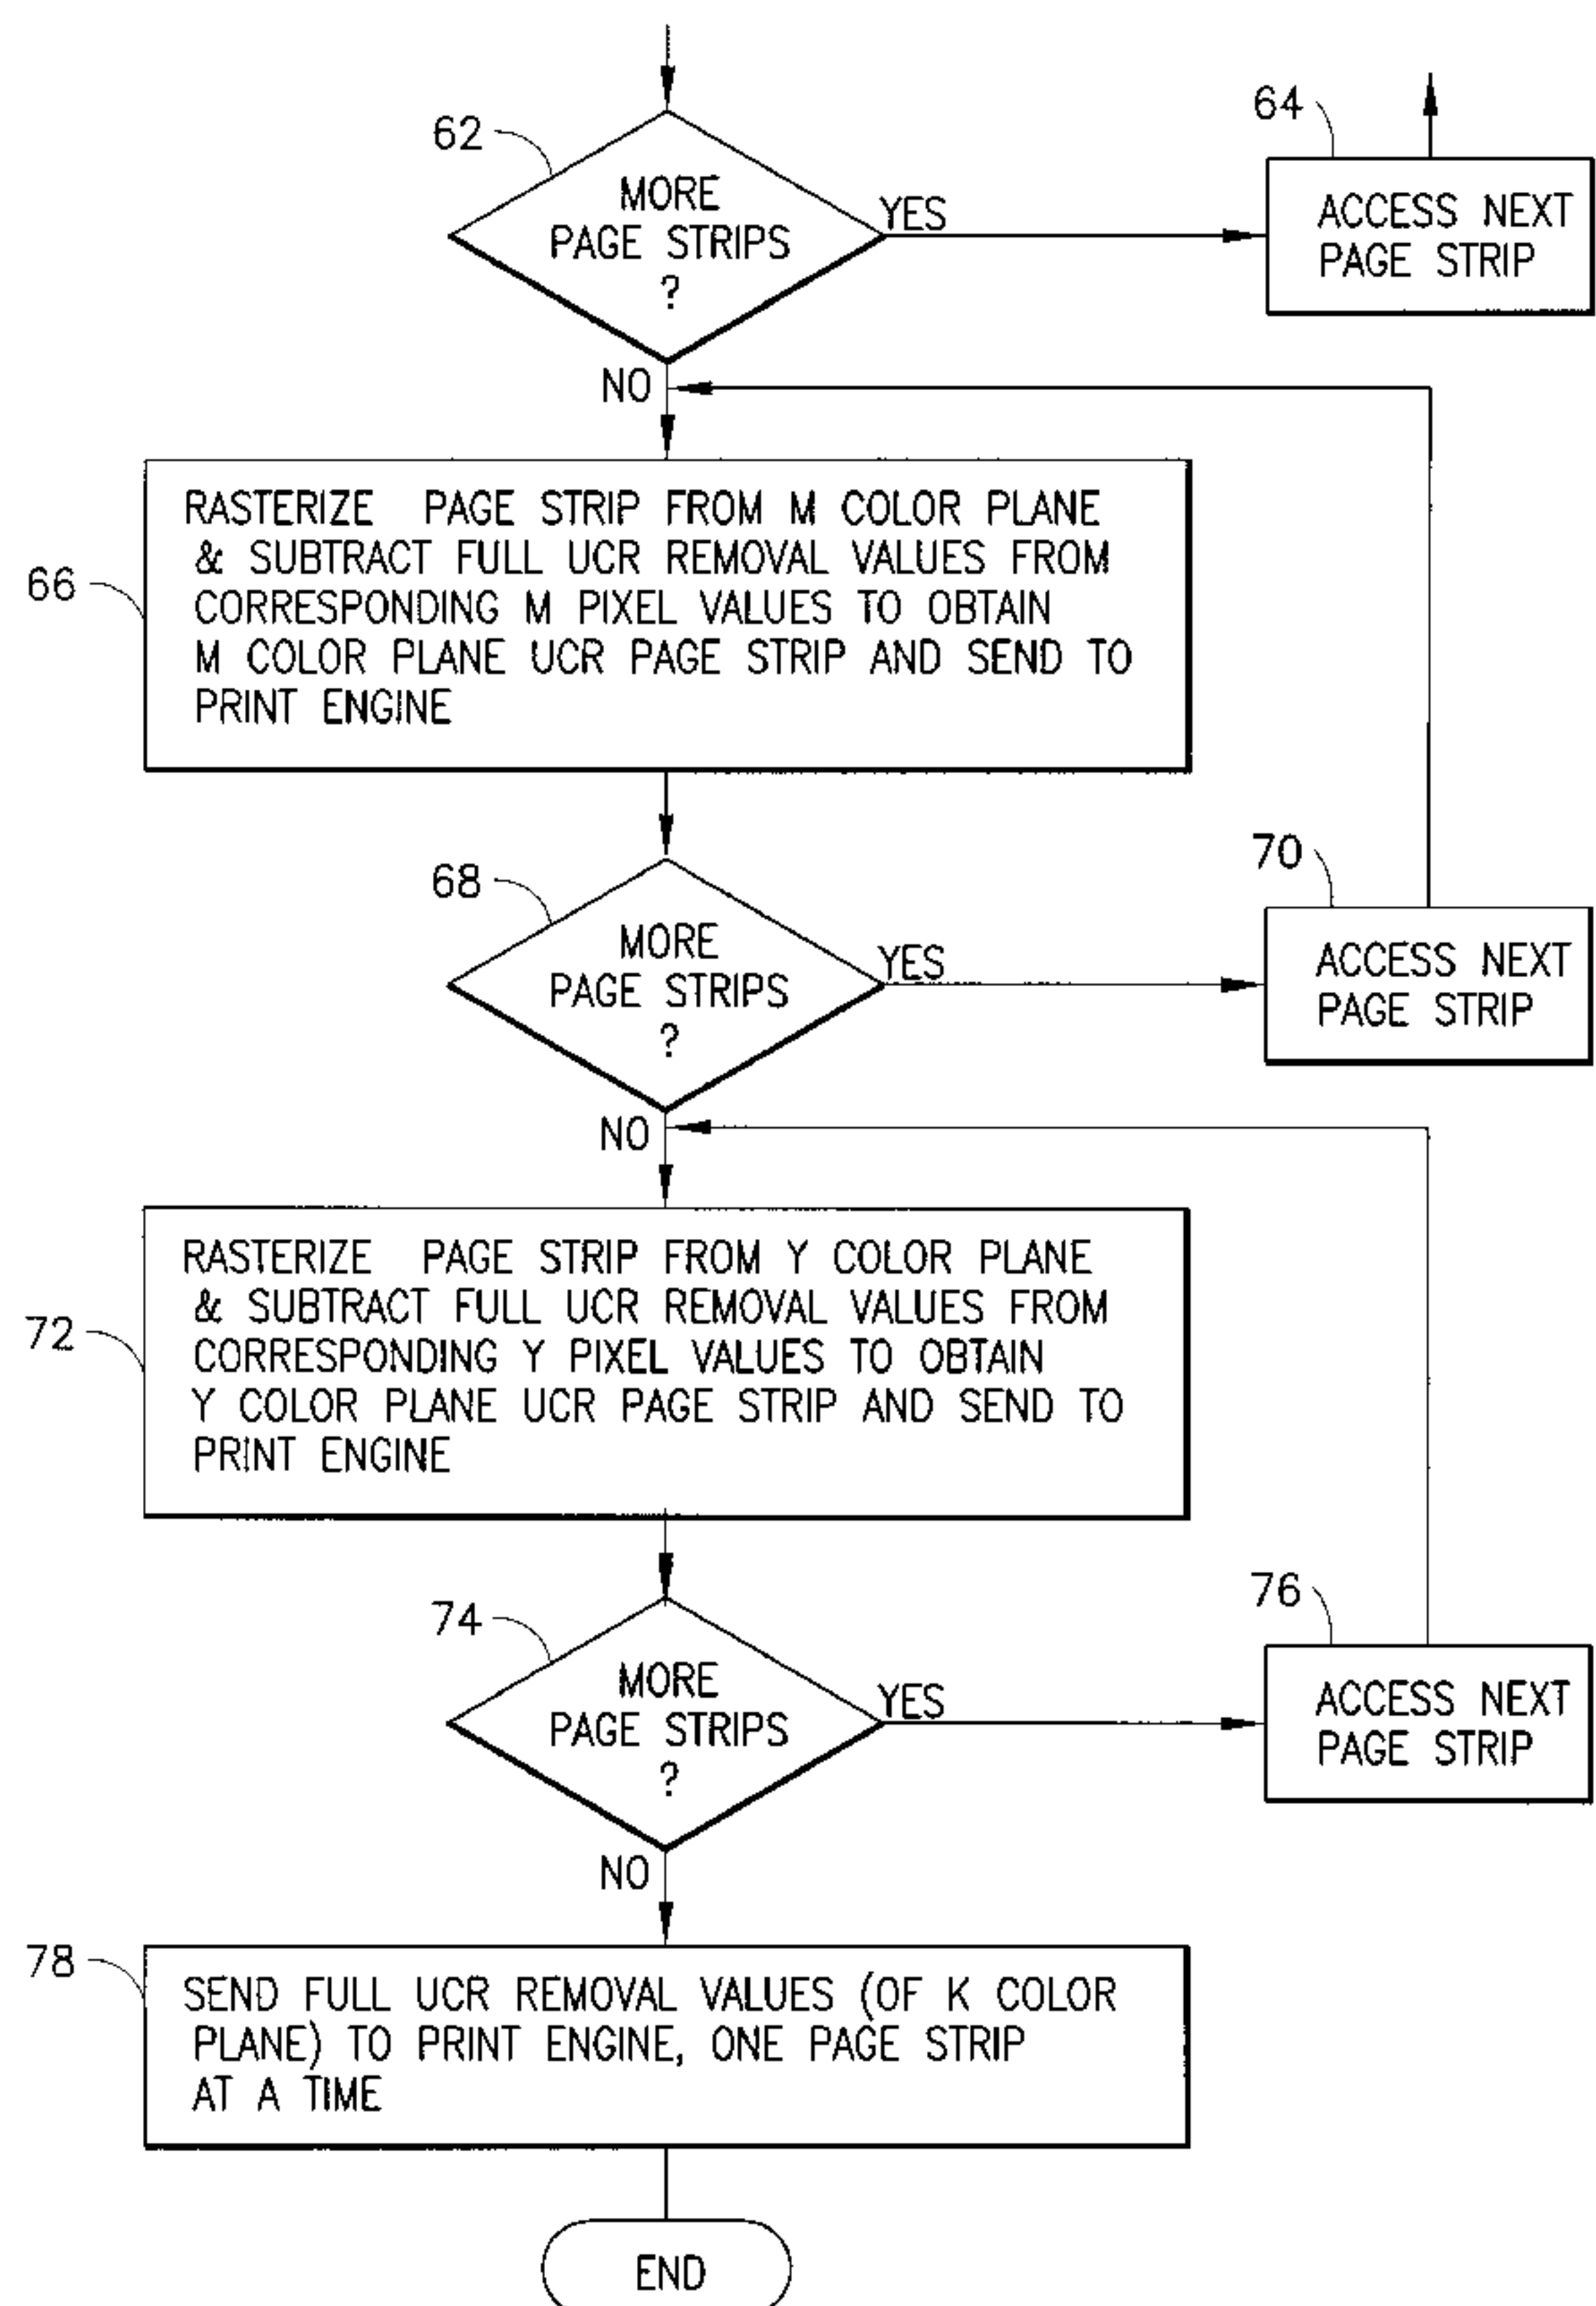 62
MORE
PAGE STRIPS
?
YES
64
ACCESS NEXT
PAGE STRIP
NO
66
RASTERIZE PAGE STRIP FROM M COLOR PLANE
& SUBTRACT FULL UCR REMOVAL VALUES FROM
CORRESPONDING M PIXEL VALUES TO OBTAIN
M COLOR PLANE UCR PAGE STRIP AND SEND TO
PRINT ENGINE
68
MORE
PAGE STRIPS
?
YES
70
ACCESS NEXT
PAGE STRIP
NO
72
RASTERIZE PAGE STRIP FROM Y COLOR PLANE
& SUBTRACT FULL UCR REMOVAL VALUES FROM
CORRESPONDING Y PIXEL VALUES TO OBTAIN
Y COLOR PLANE UCR PAGE STRIP AND SEND TO
PRINT ENGINE
74
MORE
PAGE STRIPS
?
YES
76
ACCESS NEXT
PAGE STRIP
NO
78
SEND FULL UCR REMOVAL VALUES (OF K COLOR
PLANE) TO PRINT ENGINE, ONE PAGE STRIP
AT A TIME
END